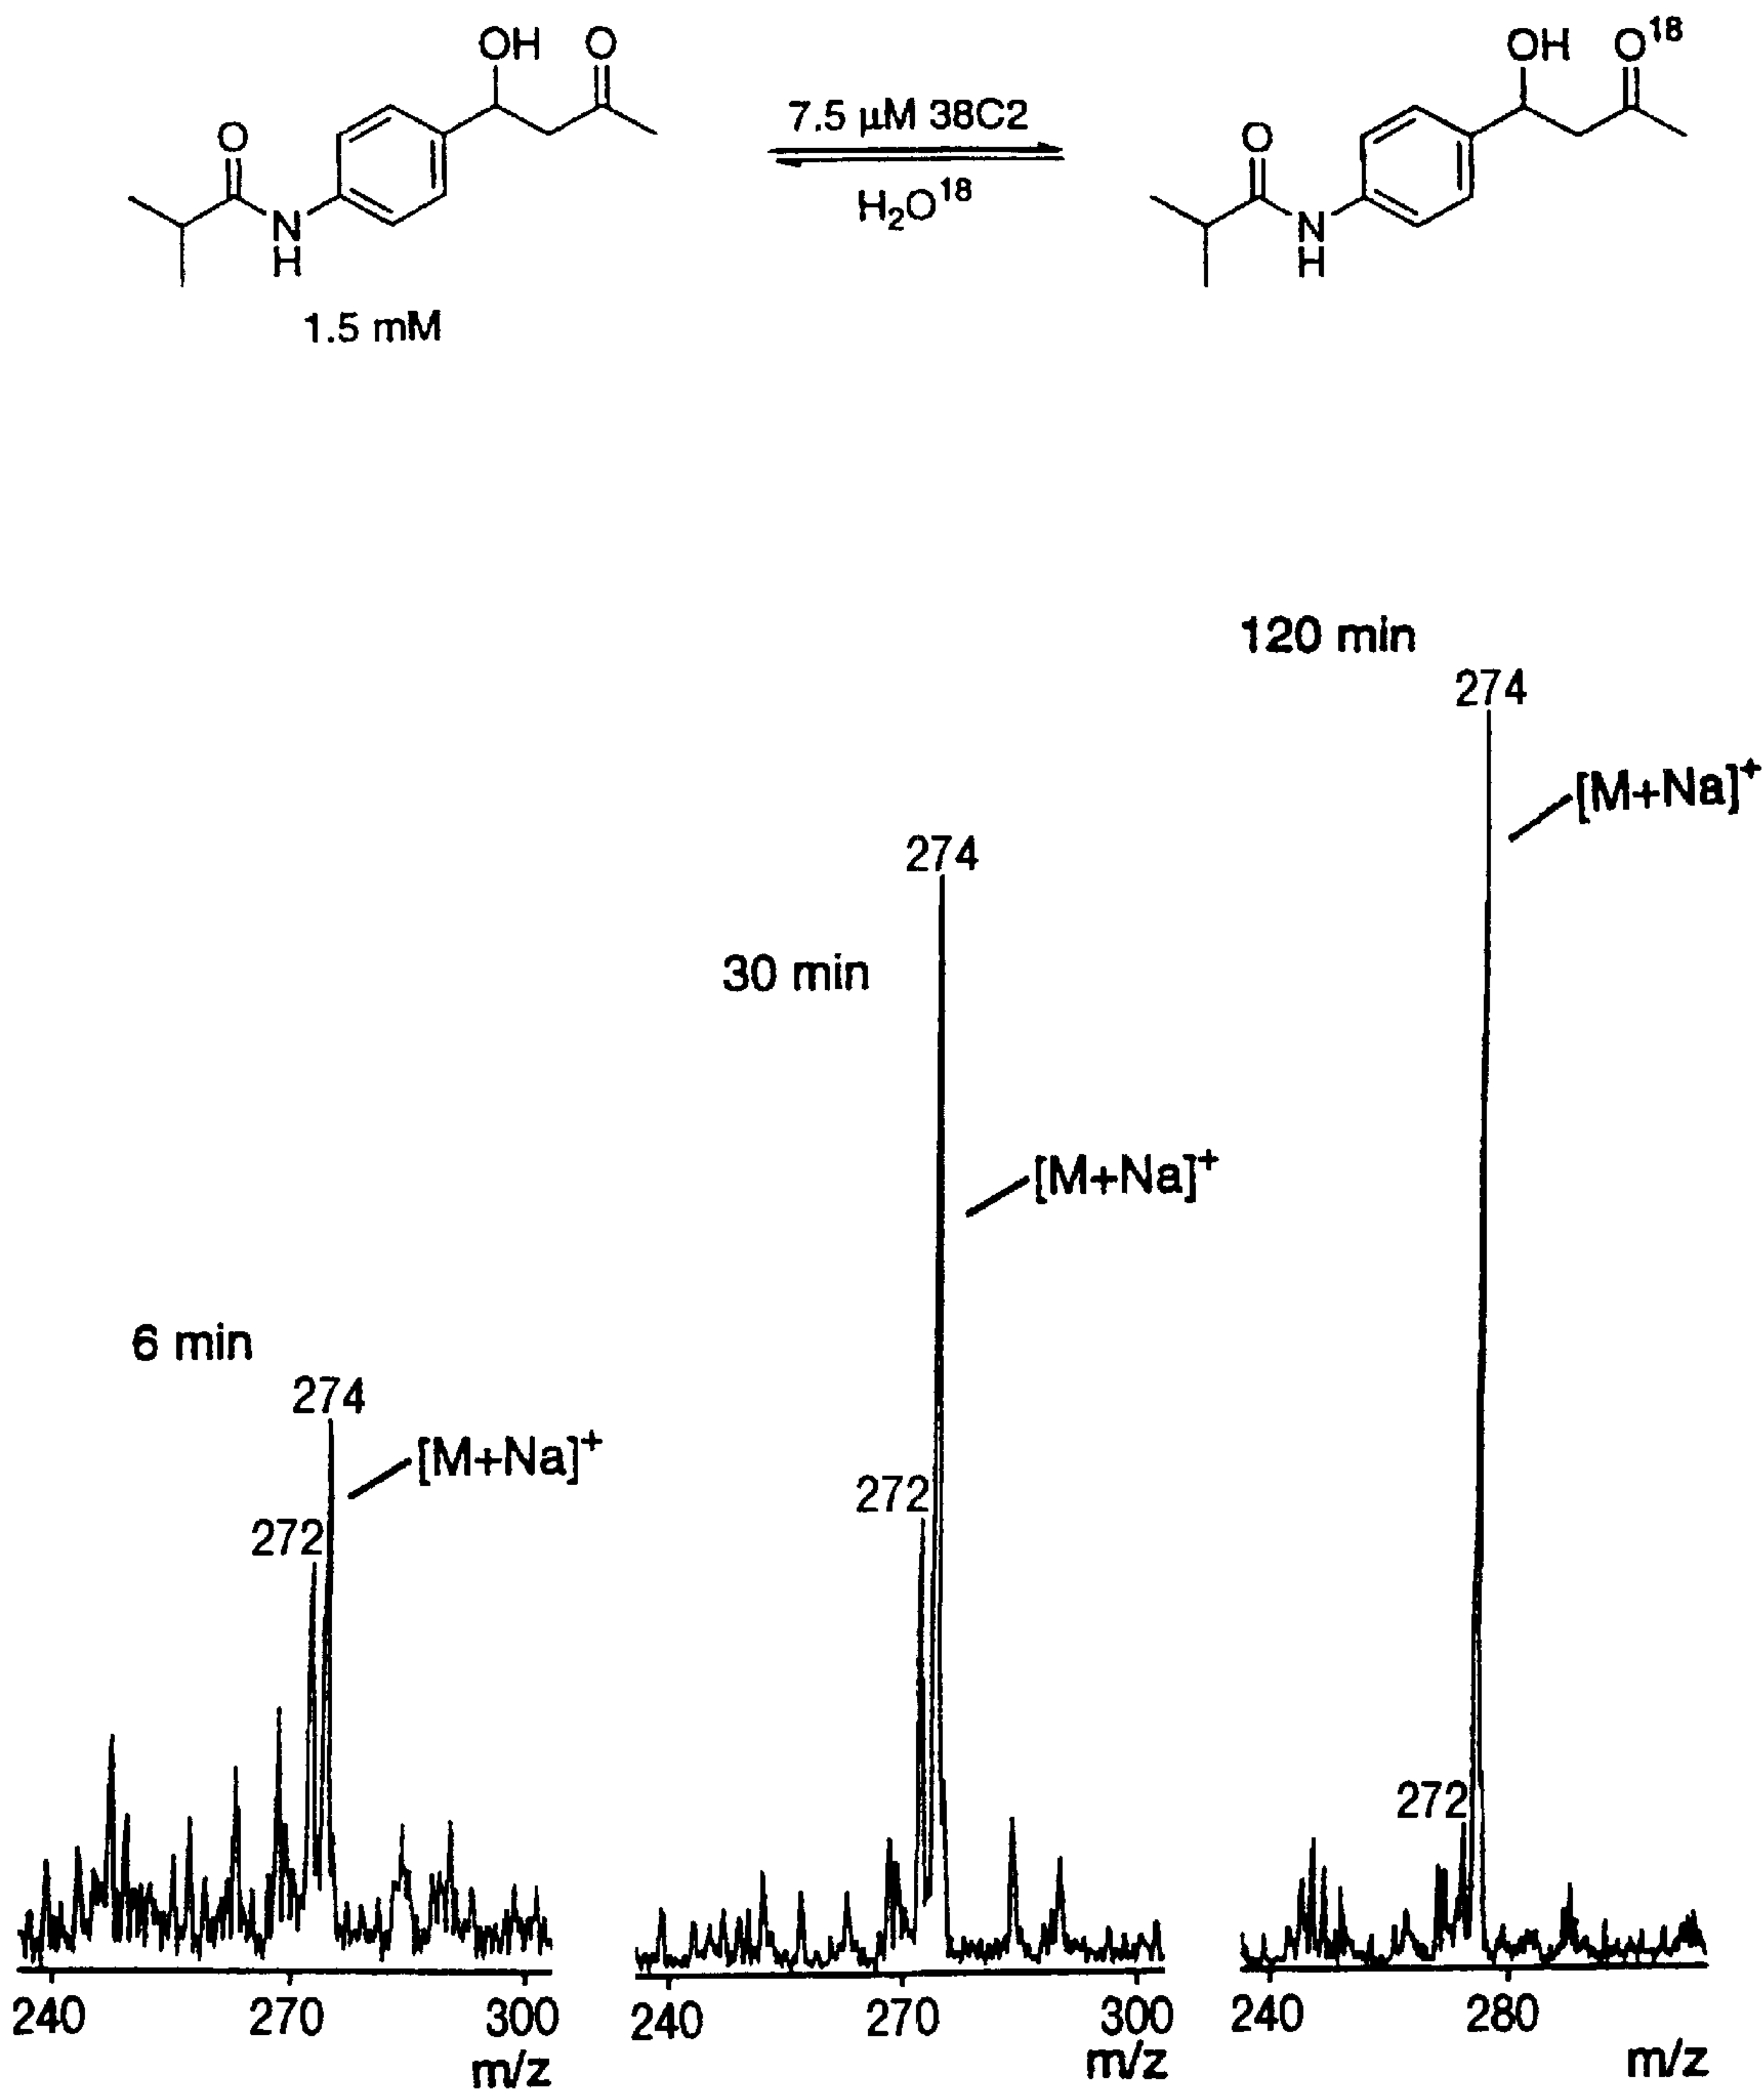 OH O
O
N
H
1.5 mM
7.5 μM 38C2
H₂O¹⁸
OH O¹⁸
O
N
H
6 min
274
[M+Na]⁺
272
240 270 300
m/z
30 min
274
[M+Na]⁺
272
240 270 300
m/z
120 min
274
[M+Na]⁺
272
240 280
m/z